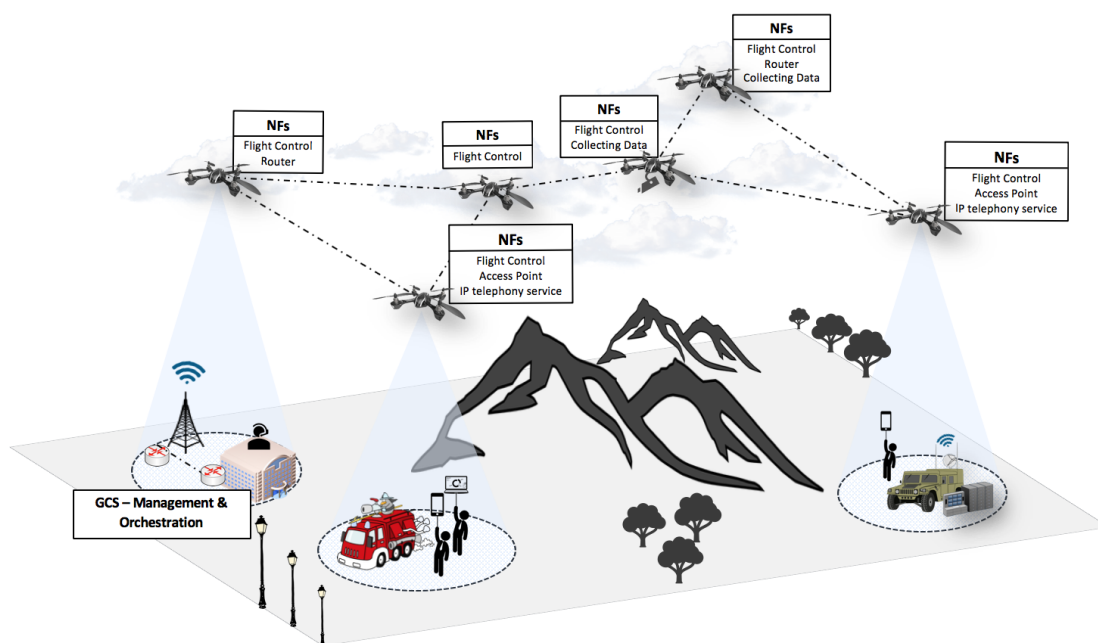 NFs
Flight Control
Router
Collecting Data
NFs
Flight Control
Collecting Data
NFs
Flight Control
Router
NFs
Flight Control
NFs
Flight Control
Access Point
IP telephony service
NFs
Flight Control
Access Point
IP telephony service
GCS – Management &
Orchestration